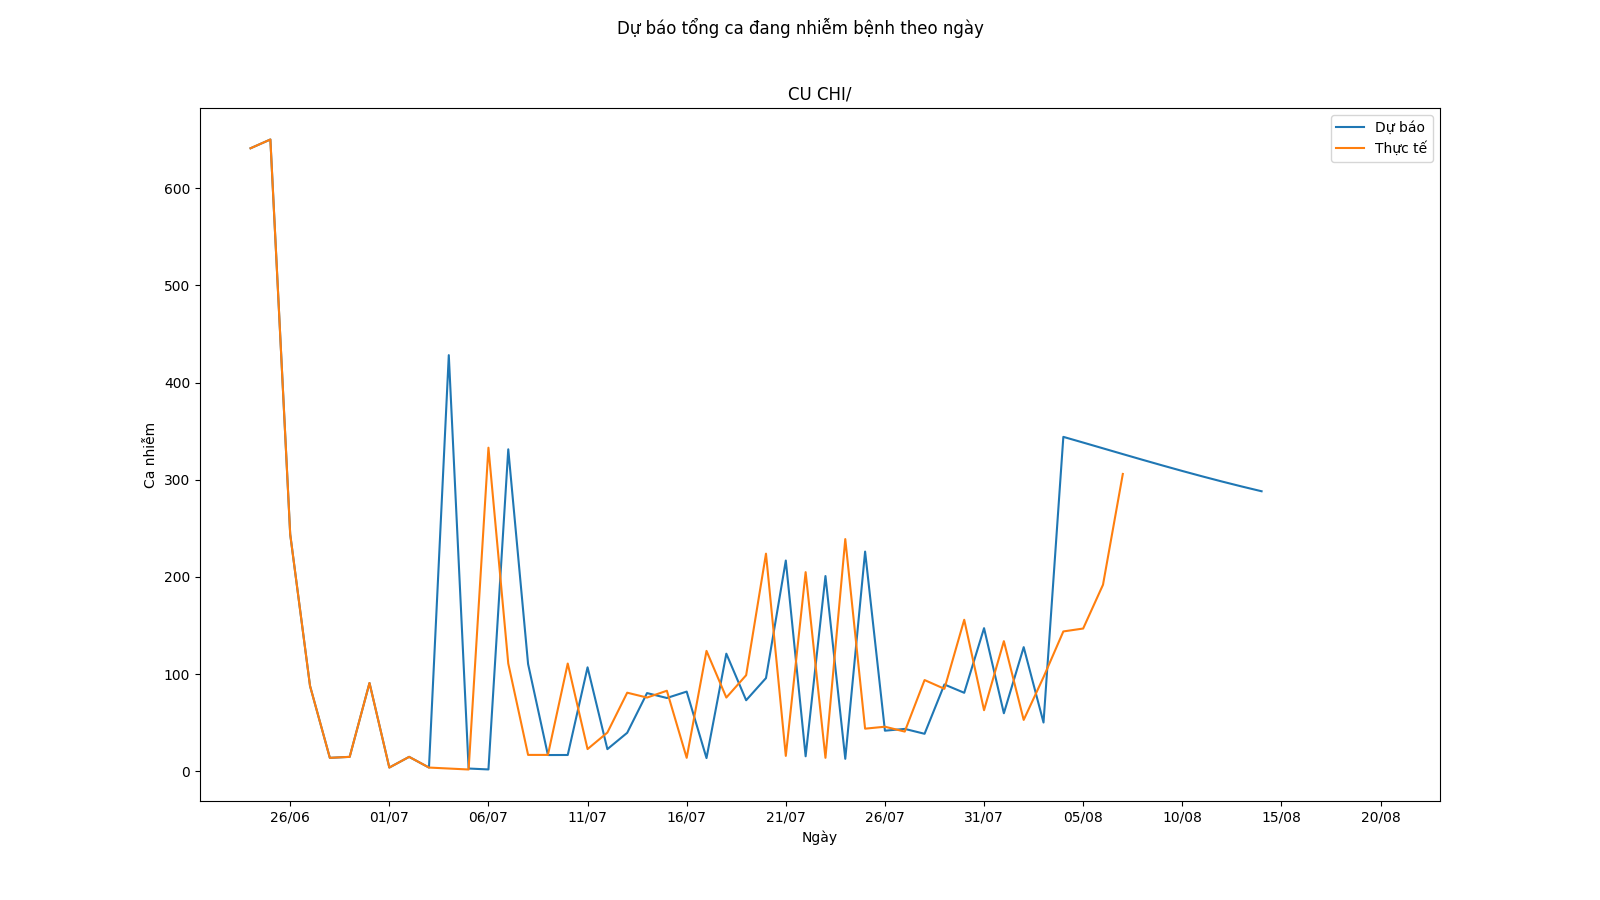 Dự báo tổng ca đang nhiễm bệnh theo ngày
CU CHI/
Dự báo
Thực tế
600
500
400
300
200
100
0
Ca nhiễm
26/06 01/07 06/07 11/07 16/07 21/07 26/07 31/07 05/08 10/08 15/08 20/08
Ngày